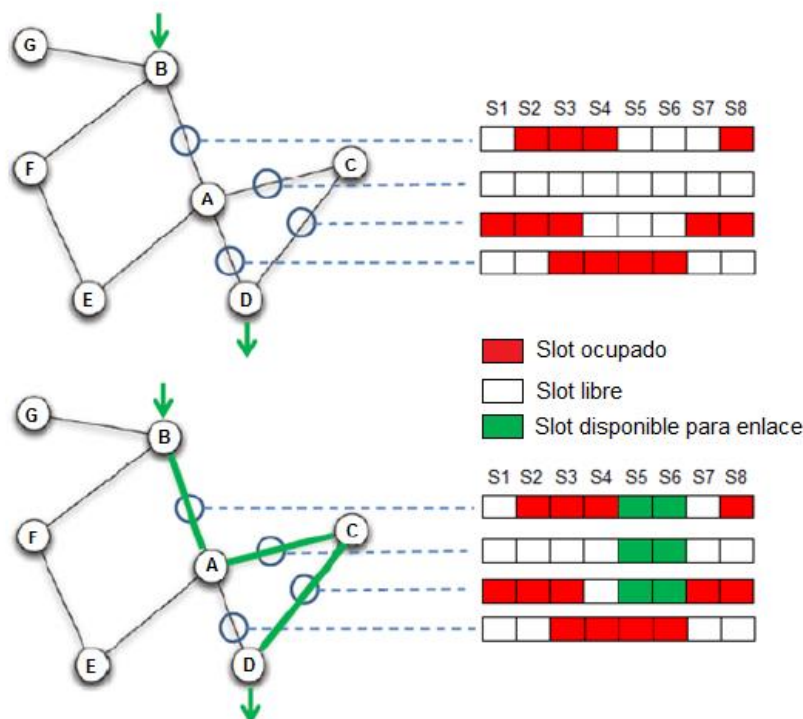 G
B
S1 S2 S3 S4 S5 S6 S7 S8
F
C
A
E
D
Slot ocupado
Slot libre
Slot disponible para enlace
G
B
S1 S2 S3 S4 S5 S6 S7 S8
F
C
A
E
D